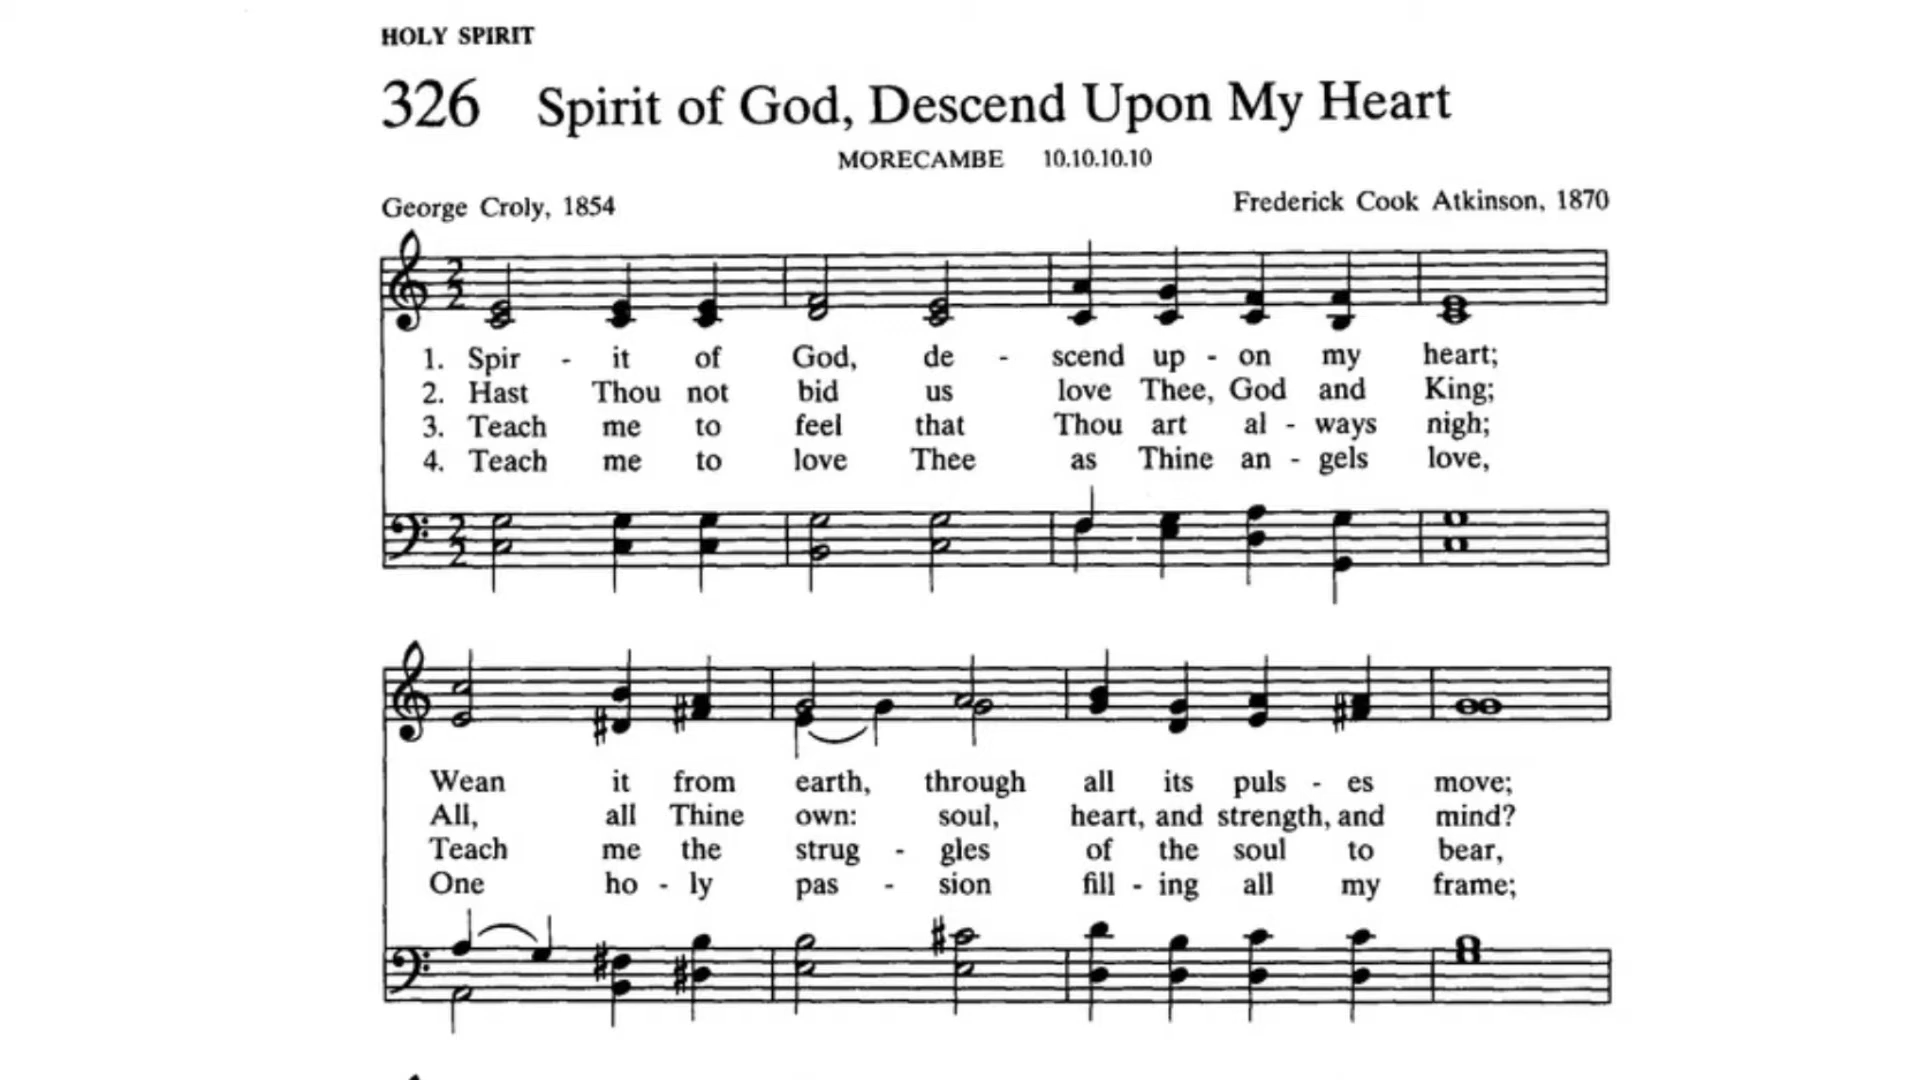 HOLY SPIRIT
326 Spirit of God, Descend Upon My Heart
MORECAMBE 10.10.10.10
George Croly, 1854
Frederick Cook Atkinson, 1870
1. Spir - it of God, de - scend up - on my heart;
2. Hast Thou not bid us love Thee, God and King;
3. Teach me to feel that Thou art al - ways nigh;
4. Teach me to love Thee as Thine an - gels love,
Wean it from earth, through all its puls - es move;
All, all Thine own: soul, heart, and strength, and mind?
Teach me the strug - gles of the soul to bear,
One ho - ly pas - sion fill - ing all my frame;